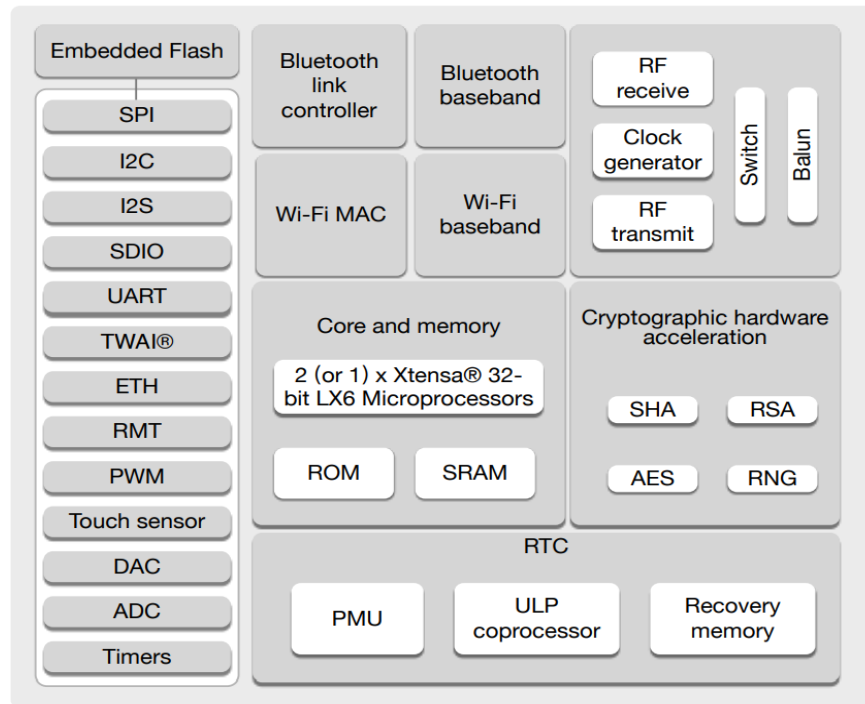 Embedded Flash
SPI
I2C
I2S
SDIO
UART
TWAI®
ETH
RMT
PWM
Touch sensor
DAC
ADC
Timers
Bluetooth
link
controller
Bluetooth
baseband
Wi-Fi MAC
Wi-Fi
baseband
RF
receive
Clock
generator
RF
transmit
Switch
Balun
Core and memory
2 (or 1) x Xtensa® 32-
bit LX6 Microprocessors
ROM
SRAM
Cryptographic hardware
acceleration
SHA
RSA
AES
RNG
RTC
PMU
ULP
coprocessor
Recovery
memory